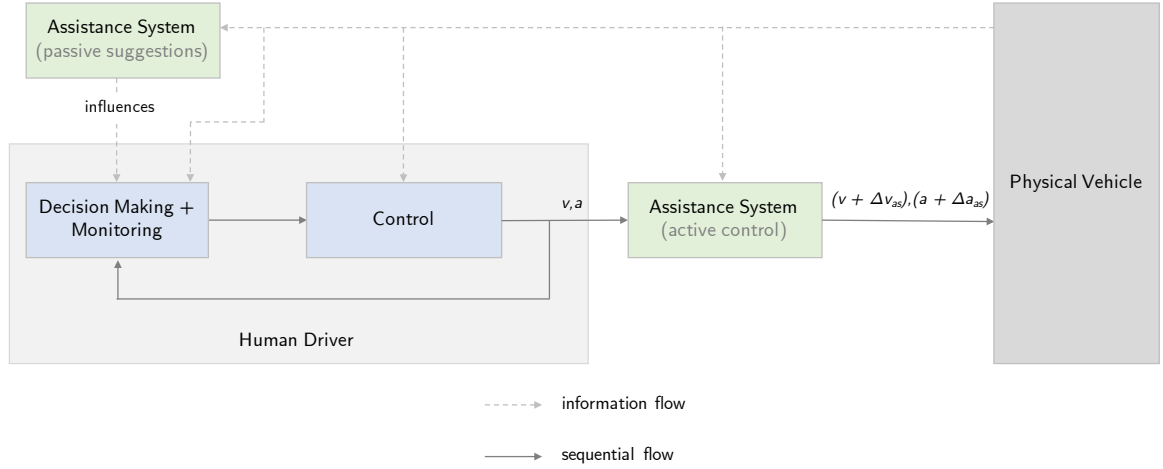 Assistance System
(passive suggestions)
influences
Decision Making +
Monitoring
Control
v,a
Assistance System
(active control)
(v + Δvas),(a + Δaas)
Physical Vehicle
Human Driver
information flow
sequential flow